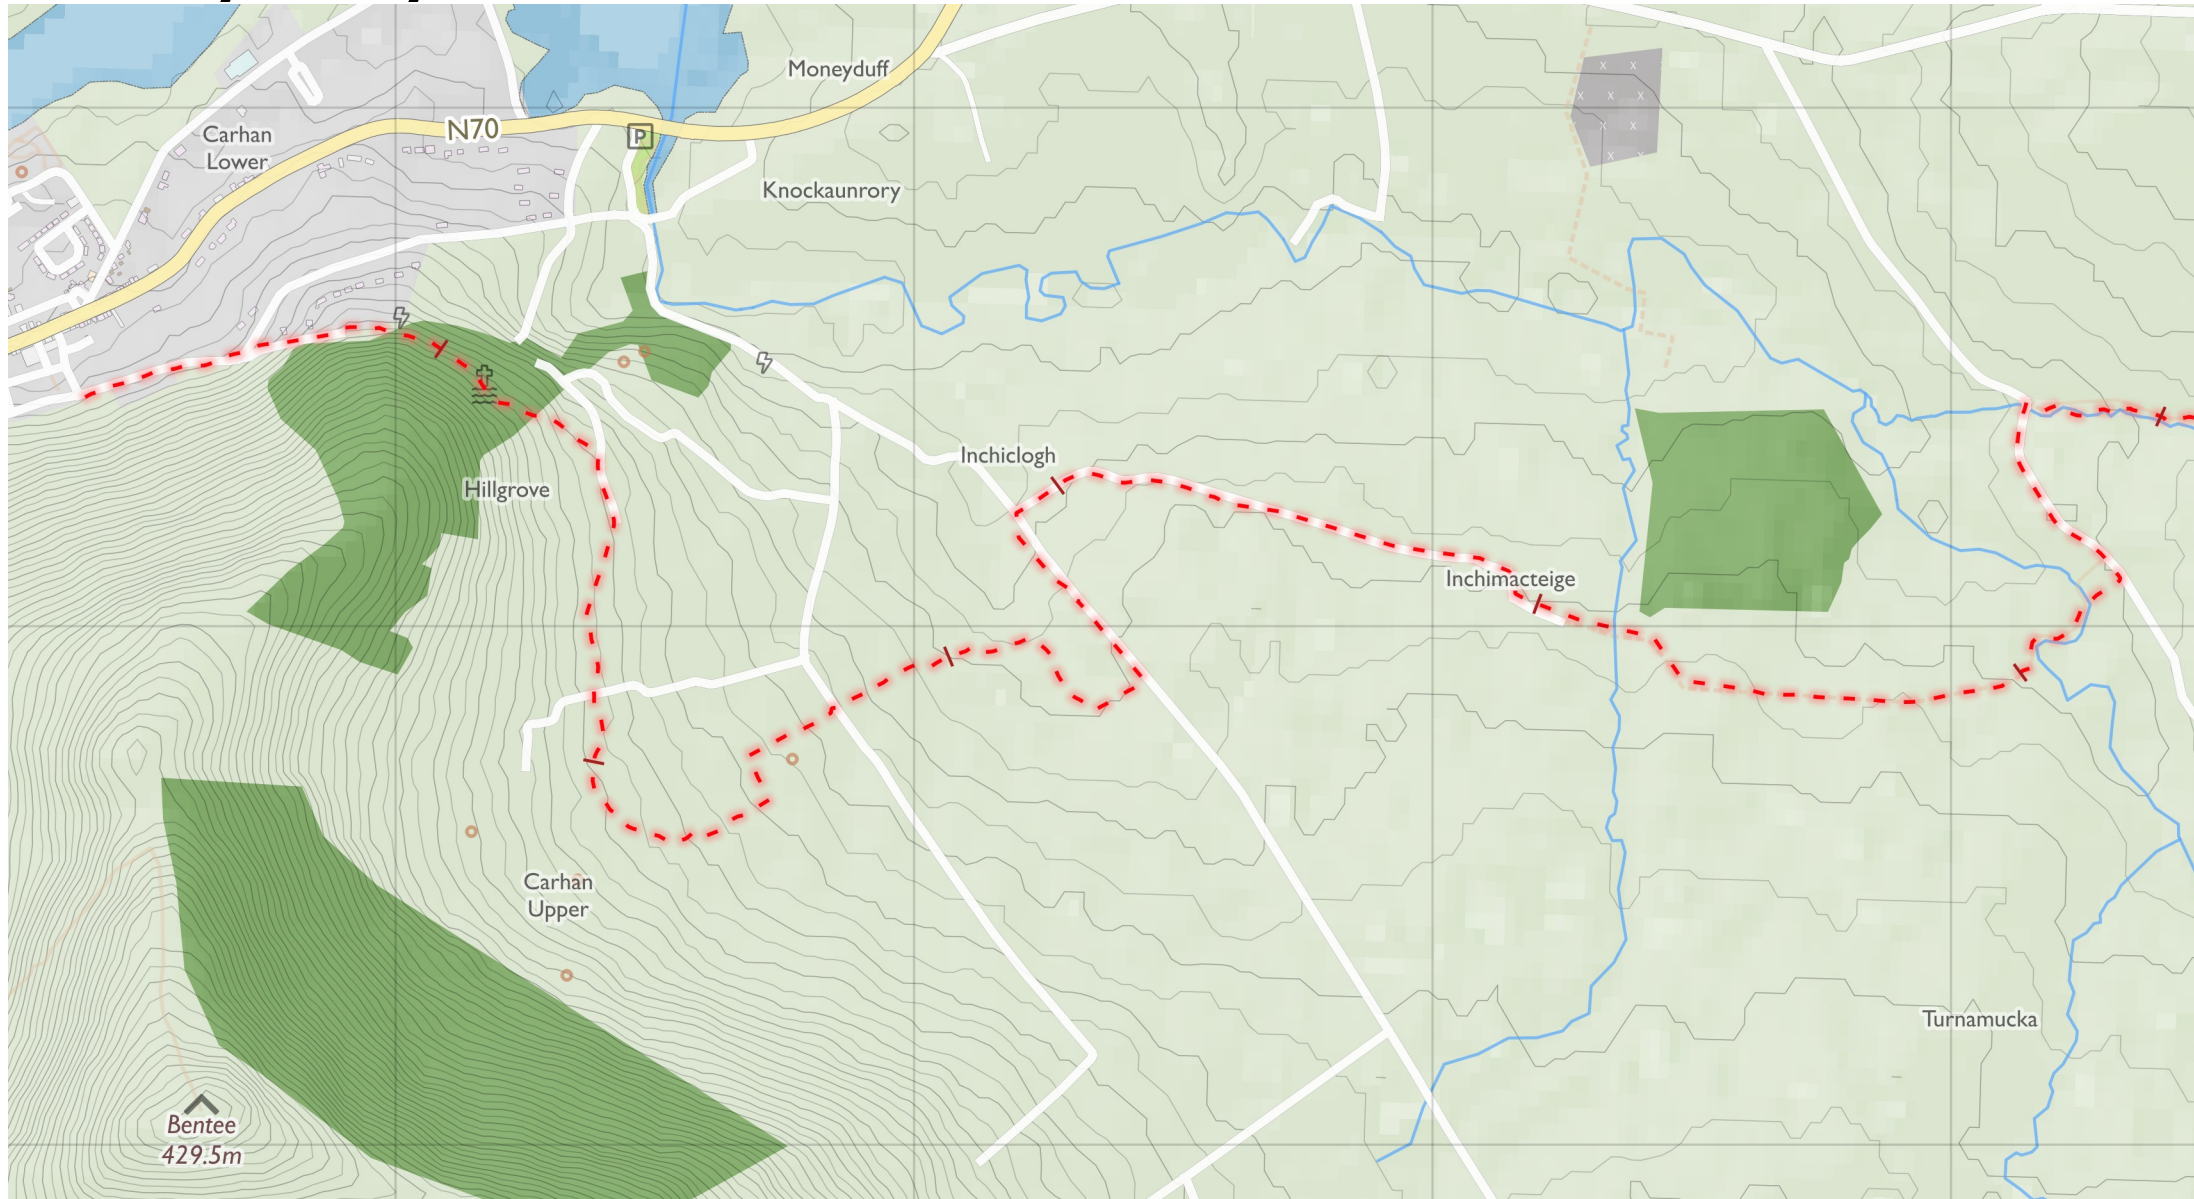 Moneyduff
N70
P
Carhan
Lower
Knockaunrory
Inchiclogh
Hillgrove
Inchimacteige
Carhan
Upper
Turnamucka
Bentee
429.5m